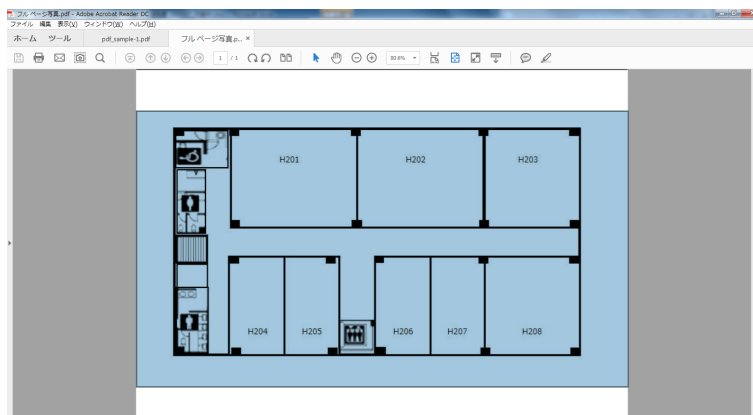 フル ページ写真.pdf - Adobe Acrobat Reader DC
ファイル 編集 表示(V) ウィンドウ(W) ヘルプ(H)
ホーム ツール pdf_sample-1.pdf フル ページ写真.p... ×
1 / 1 80.6%
H201 H202 H203
H204 H205 H206 H207 H208